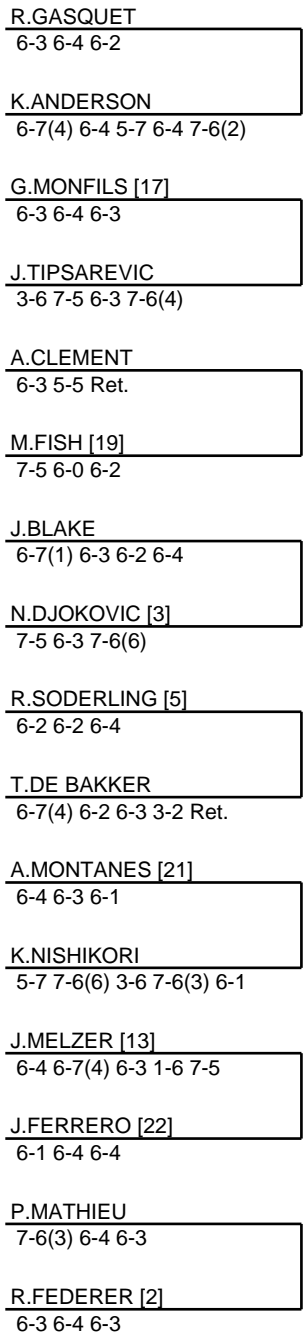 R.GASQUET
6-3 6-4 6-2
K.ANDERSON
6-7(4) 6-4 5-7 6-4 7-6(2)
G.MONFILS [17]
6-3 6-4 6-3
J.TIPSAREVIC
3-6 7-5 6-3 7-6(4)
A.CLEMENT
6-3 5-5 Ret.
M.FISH [19]
7-5 6-0 6-2
J.BLAKE
6-7(1) 6-3 6-2 6-4
N.DJOKOVIC [3]
7-5 6-3 7-6(6)
R.SODERLING [5]
6-2 6-2 6-4
T.DE BAKKER
6-7(4) 6-2 6-3 3-2 Ret.
A.MONTANES [21]
6-4 6-3 6-1
K.NISHIKORI
5-7 7-6(6) 3-6 7-6(3) 6-1
J.MELZER [13]
6-4 6-7(4) 6-3 1-6 7-5
J.FERRERO [22]
6-1 6-4 6-4
P.MATHIEU
7-6(3) 6-4 6-3
R.FEDERER [2]
6-3 6-4 6-3